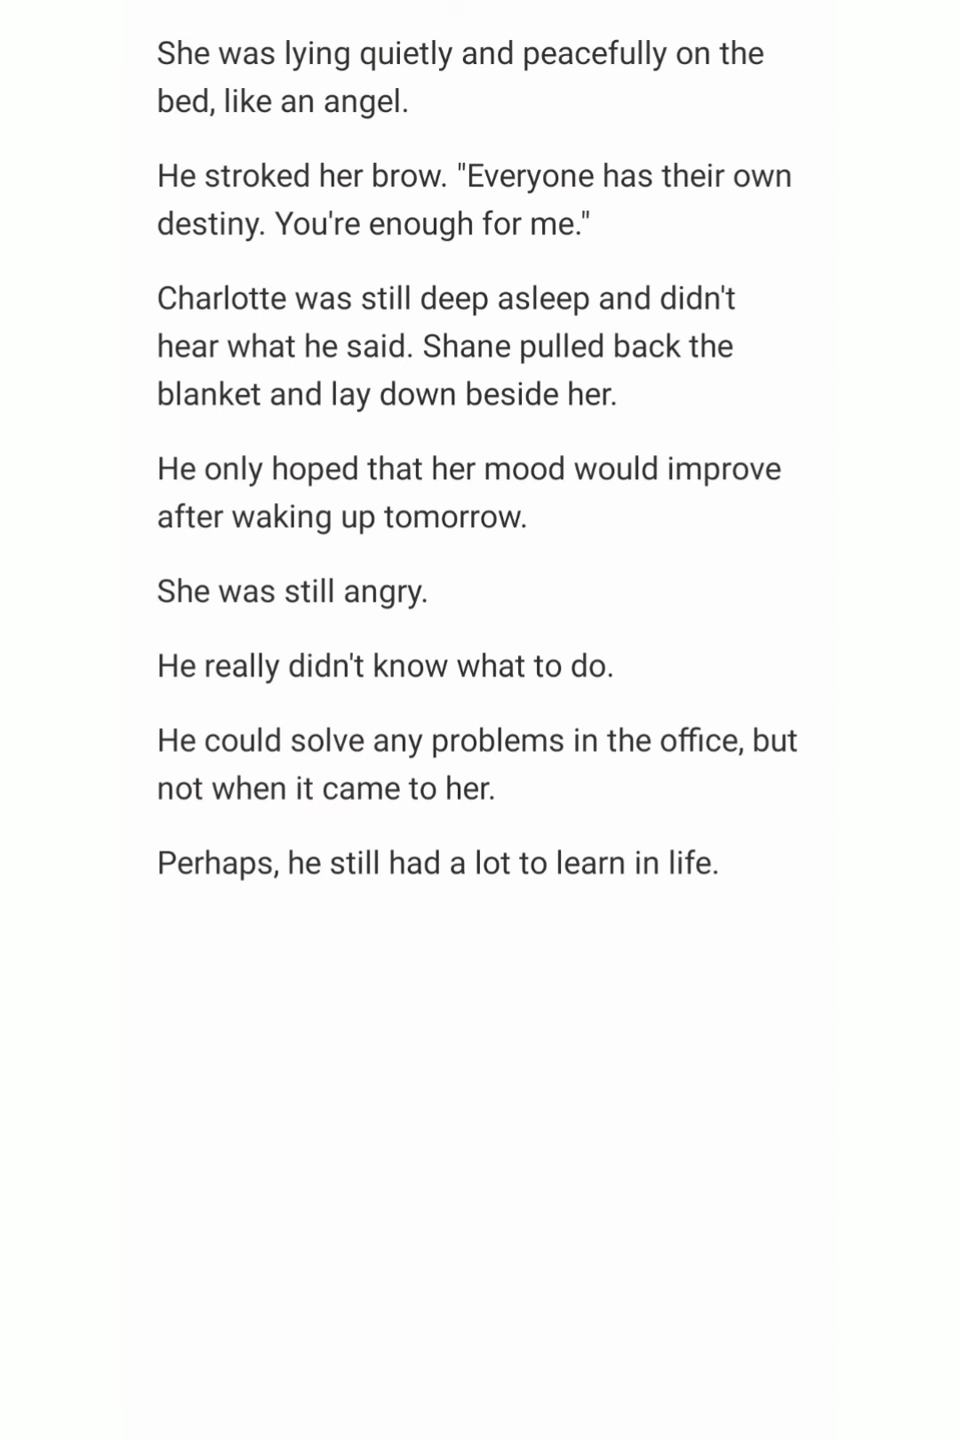 She was lying quietly and peacefully on the
bed, like an angel.
He stroked her brow. "Everyone has their own
destiny. You're enough for me."
Charlotte was still deep asleep and didn't
hear what he said. Shane pulled back the
blanket and lay down beside her.
He only hoped that her mood would improve
after waking up tomorrow.
She was still angry.
He really didn't know what to do.
He could solve any problems in the office, but
not when it came to her.
Perhaps, he still had a lot to learn in life.